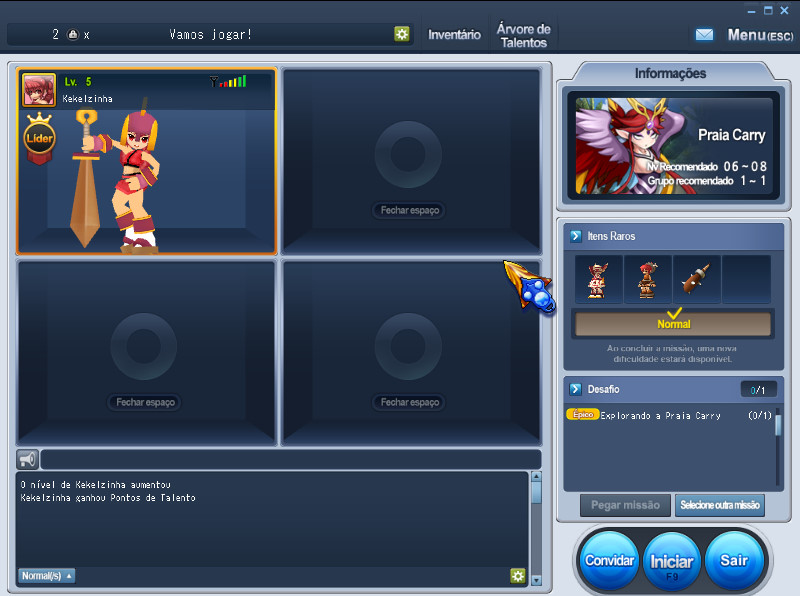 2 x
Vamos jogar!
Inventário
Árvore de
Talentos
Menu(ESC)
Lv. 5
Kekelzinha
Líder
Fechar espaço
Fechar espaço
Fechar espaço
Informações
Praia Carry
Nv Recomendado 06 ~ 08
Grupo recomendado 1 ~ 1
Itens Raros
Normal
Ao concluir a missão, uma nova
dificuldade estará disponível.
Desafio
0/1
Épico Explorando a Praia Carry (0/1)
Pegar missão
Selecione outra missão
O nível de Kekelzinha aumentou
Kekelzinha ganhou Pontos de Talento
Normal(/s)
Convidar
Iniciar
F9
Sair